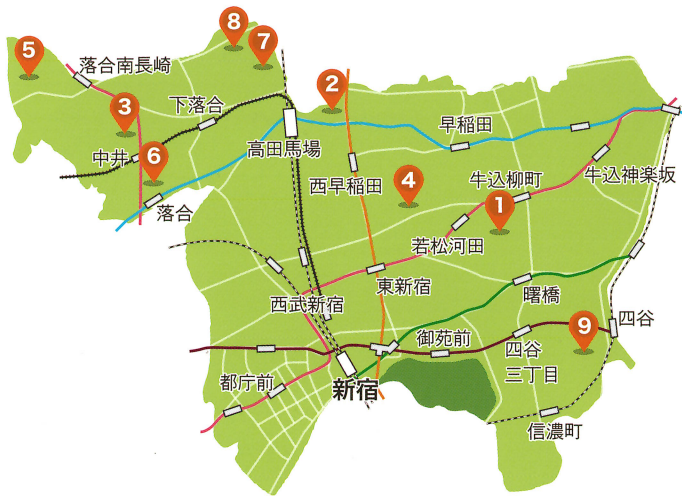 8
7
5
落合南長崎
2
3
下落合
早稲田
中井
高田馬場
6
西早稲田
4
牛込柳町
牛込神楽坂
1
落合
若松河田
東新宿
曙橋
西武新宿
9
四谷
御苑前
四谷
三丁目
都庁前
新宿
信濃町